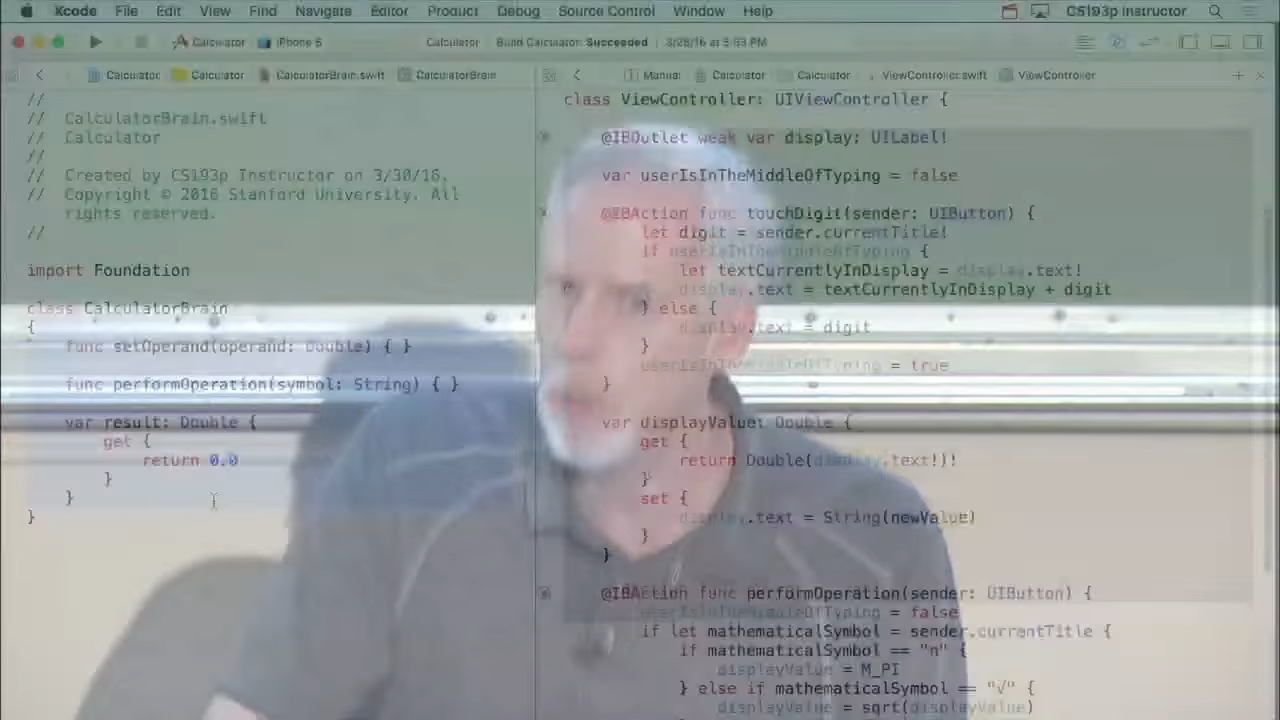 Xcode File Edit View Find Navigate Editor Product Debug Source Control Window Help CS193p Instructor
Calculator iPhone 6 Calculator Build Calculator: Succeeded 3/28/16 at 5:03 PM
Calculator Calculator CalculatorBrain.swift CalculatorBrain
//
// CalculatorBrain.swift
// Calculator
//
// Created by CS193p Instructor on 3/30/16.
// Copyright © 2016 Stanford University. All
rights reserved.
//
import Foundation
class CalculatorBrain
{
func setOperand(operand: Double) { }
func performOperation(symbol: String) { }
var result: Double {
get {
return 0.0
}
}
}
Manual Calculator Calculator ViewController.swift ViewController
class ViewController: UIViewController {
@IBOutlet weak var display: UILabel!
var userIsInTheMiddleOfTyping = false
@IBAction func touchDigit(sender: UIButton) {
let digit = sender.currentTitle!
if userIsInTheMiddleOfTyping {
let textCurrentlyInDisplay = display.text!
display.text = textCurrentlyInDisplay + digit
} else {
display.text = digit
}
userIsInTheMiddleOfTyping = true
}
var displayValue: Double {
get {
return Double(display.text!)!
}
set {
display.text = String(newValue)
}
}
@IBAction func performOperation(sender: UIButton) {
userIsInTheMiddleOfTyping = false
if let mathematicalSymbol = sender.currentTitle {
if mathematicalSymbol == "π" {
displayValue = M_PI
} else if mathematicalSymbol == "√" {
displayValue = sqrt(displayValue)